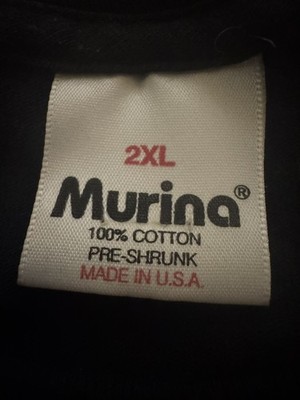 2XL
Murina®
100% COTTON
PRE-SHRUNK
MADE IN U.S.A.